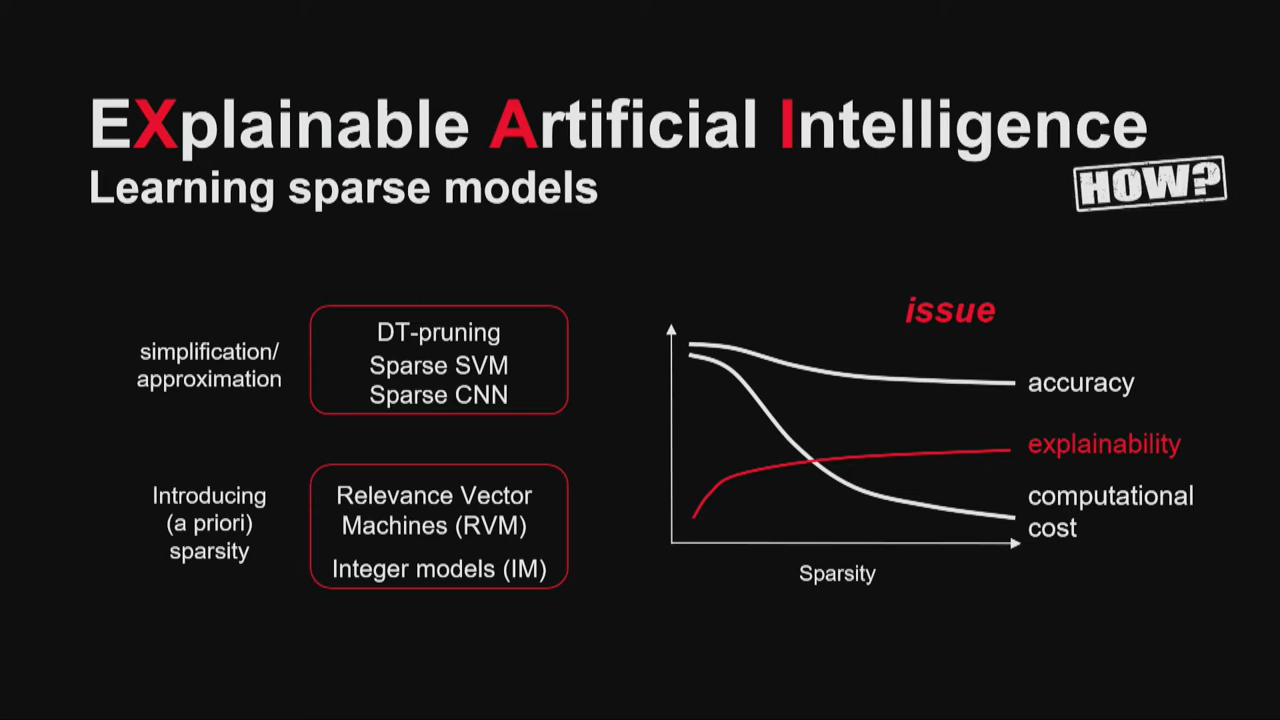 EXplainable Artificial Intelligence
Learning sparse models
HOW?
simplification/
approximation
DT-pruning
Sparse SVM
Sparse CNN
Introducing
(a priori)
sparsity
Relevance Vector
Machines (RVM)
Integer models (IM)
issue
accuracy
explainability
computational
cost
Sparsity